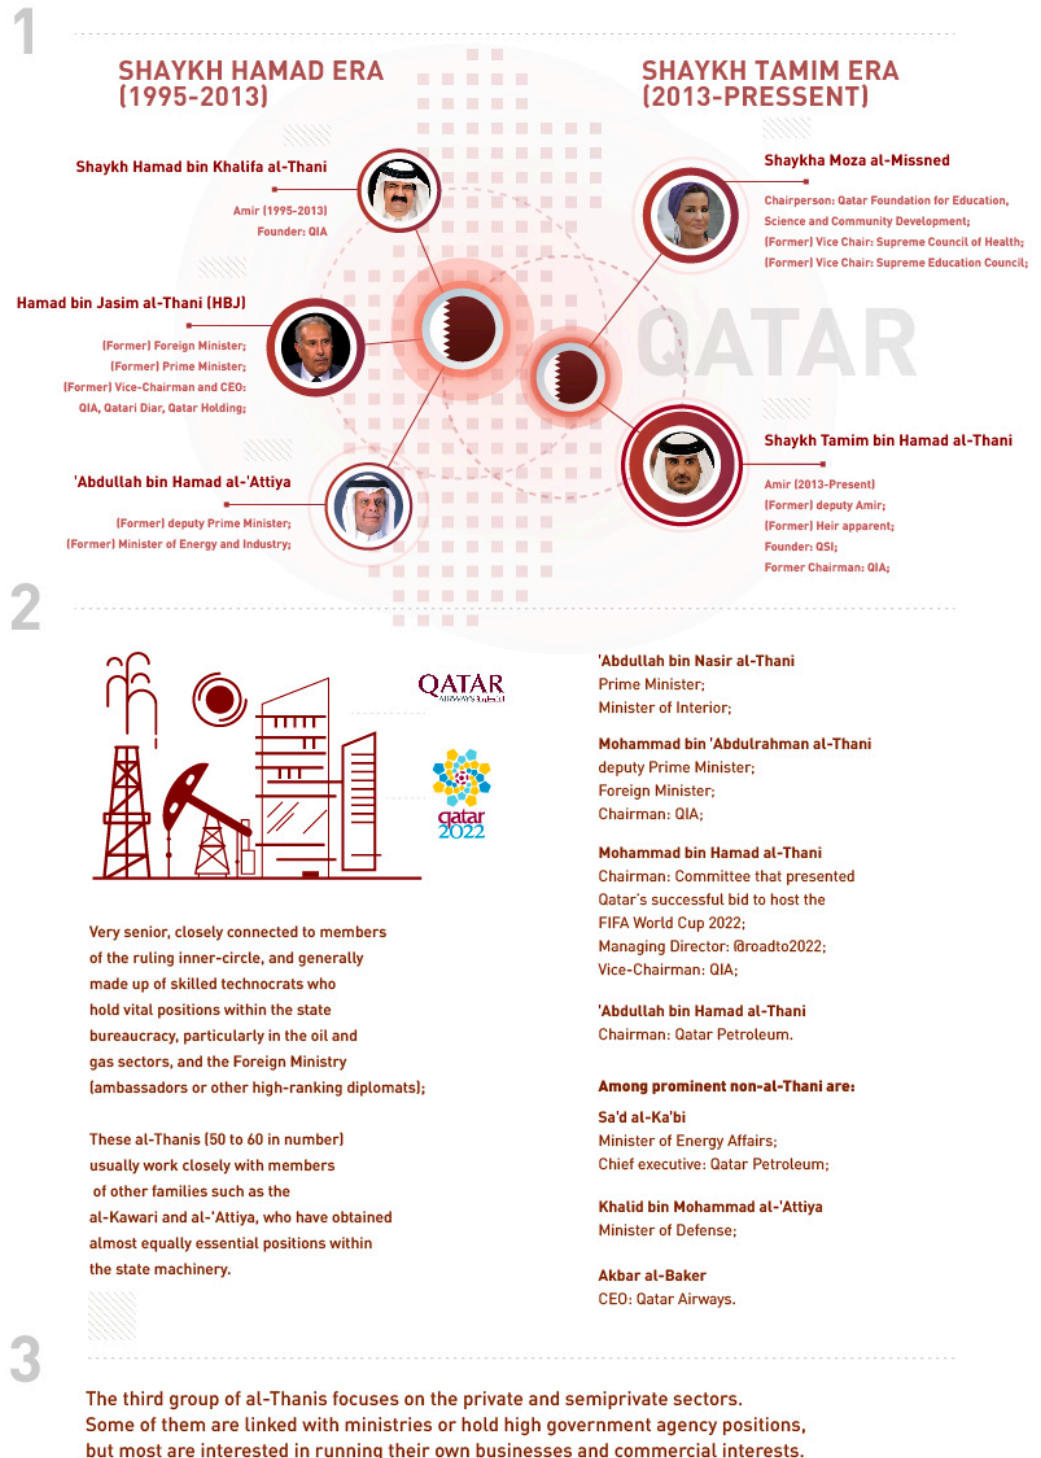 1
SHAYKH HAMAD ERA
(1995-2013)
Shaykh Hamad bin Khalifa al-Thani
Amir (1995-2013)
Founder: QIA
Hamad bin Jasim al-Thani (HBJ)
(Former) Foreign Minister;
(Former) Prime Minister;
(Former) Vice-Chairman and CEO:
QIA, Qatari Diar, Qatar Holding;
'Abdullah bin Hamad al-'Attiya
(Former) deputy Prime Minister;
(Former) Minister of Energy and Industry;
SHAYKH TAMIM ERA
(2013-PRESSENT)
Shaykha Moza al-Missned
Chairperson: Qatar Foundation for Education,
Science and Community Development;
(Former) Vice Chair: Supreme Council of Health;
(Former) Vice Chair: Supreme Education Council;
QATAR
Shaykh Tamim bin Hamad al-Thani
Amir (2013-Present)
(Former) deputy Amir;
(Former) Heir apparent;
Founder: QSI;
Former Chairman: QIA;
2
QATAR
AIRWAYS القطرية
qatar
2022
Very senior, closely connected to members
of the ruling inner-circle, and generally
made up of skilled technocrats who
hold vital positions within the state
bureaucracy, particularly in the oil and
gas sectors, and the Foreign Ministry
(ambassadors or other high-ranking diplomats);
These al-Thanis (50 to 60 in number)
usually work closely with members
of other families such as the
al-Kawari and al-'Attiya, who have obtained
almost equally essential positions within
the state machinery.
'Abdullah bin Nasir al-Thani
Prime Minister;
Minister of Interior;
Mohammad bin 'Abdulrahman al-Thani
deputy Prime Minister;
Foreign Minister;
Chairman: QIA;
Mohammad bin Hamad al-Thani
Chairman: Committee that presented
Qatar's successful bid to host the
FIFA World Cup 2022;
Managing Director: @roadto2022;
Vice-Chairman: QIA;
'Abdullah bin Hamad al-Thani
Chairman: Qatar Petroleum.
Among prominent non-al-Thani are:
Sa'd al-Ka'bi
Minister of Energy Affairs;
Chief executive: Qatar Petroleum;
Khalid bin Mohammad al-'Attiya
Minister of Defense;
Akbar al-Baker
CEO: Qatar Airways.
3
The third group of al-Thanis focuses on the private and semiprivate sectors.
Some of them are linked with ministries or hold high government agency positions,
but most are interested in running their own businesses and commercial interests.